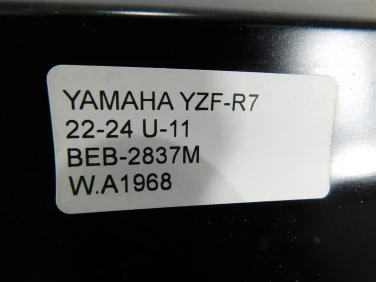 YAMAHA YZF-R7
22-24 U-11
BEB-2837M
W.A1968